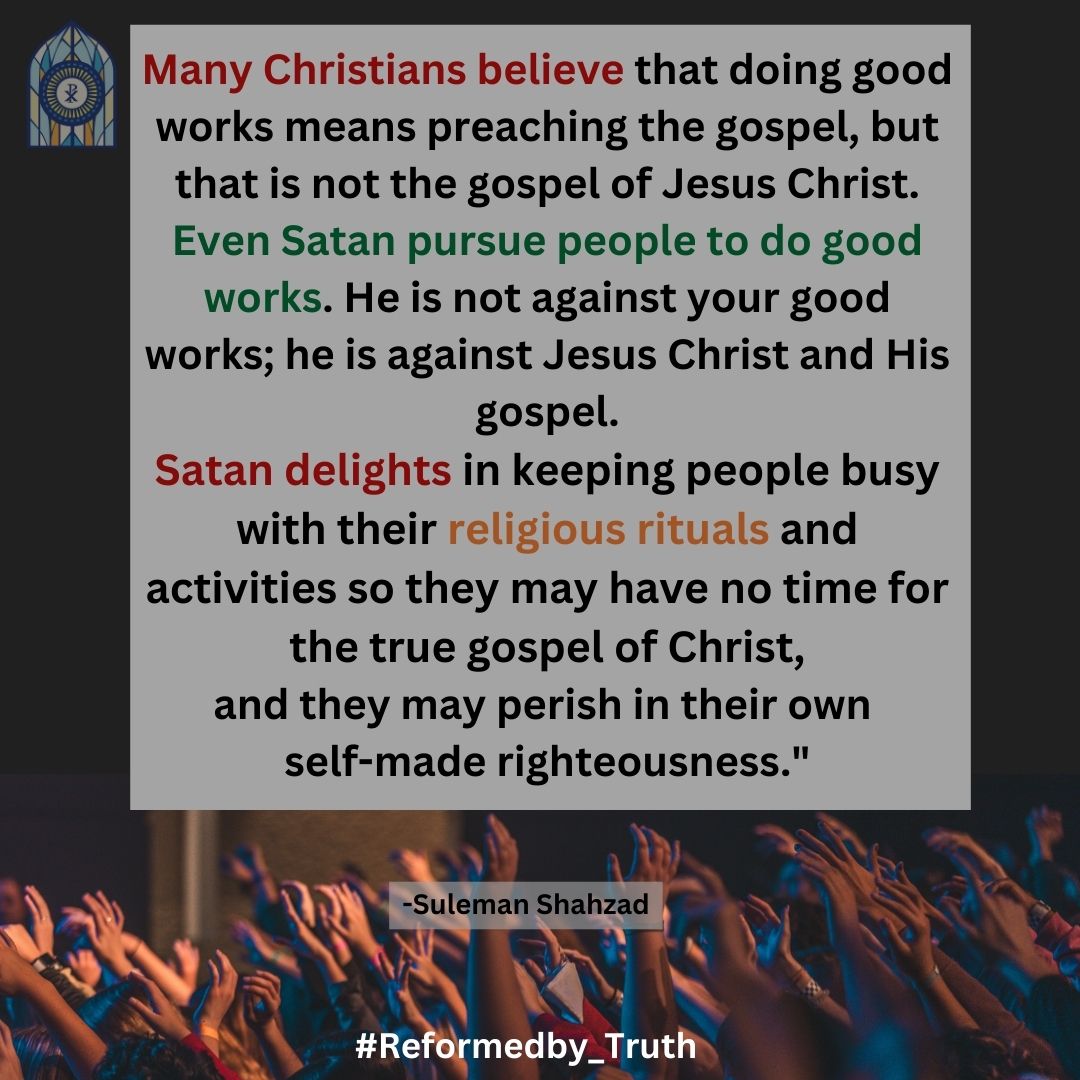 Many Christians believe that doing good
works means preaching the gospel, but
that is not the gospel of Jesus Christ.
Even Satan pursue people to do good
works. He is not against your good
works; he is against Jesus Christ and His
gospel.
Satan delights in keeping people busy
with their religious rituals and
activities so they may have no time for
the true gospel of Christ,
and they may perish in their own
self-made righteousness."
-Suleman Shahzad
#Reformedby_Truth